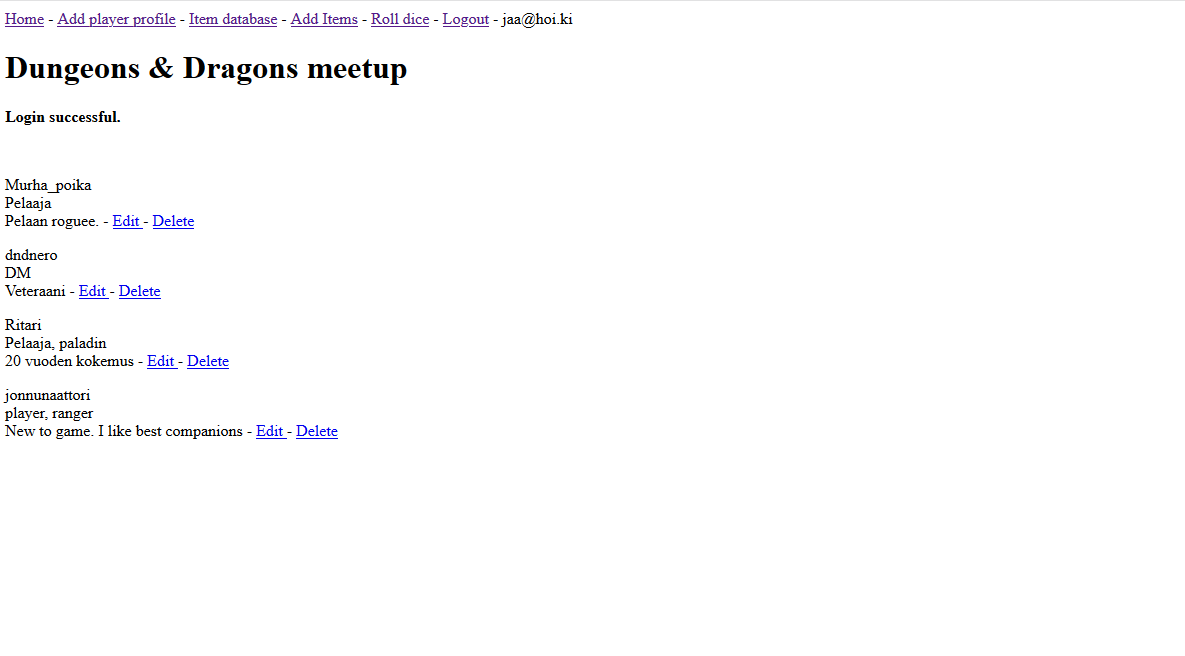 Home - Add player profile - Item database - Add Items - Roll dice - Logout - jaa@hoi.ki
Dungeons & Dragons meetup
Login successful.
Murha_poika
Pelaaja
Pelaan roguee. - Edit - Delete
dndnero
DM
Veteraani - Edit - Delete
Ritari
Pelaaja, paladin
20 vuoden kokemus - Edit - Delete
jonnunaattori
player, ranger
New to game. I like best companions - Edit - Delete